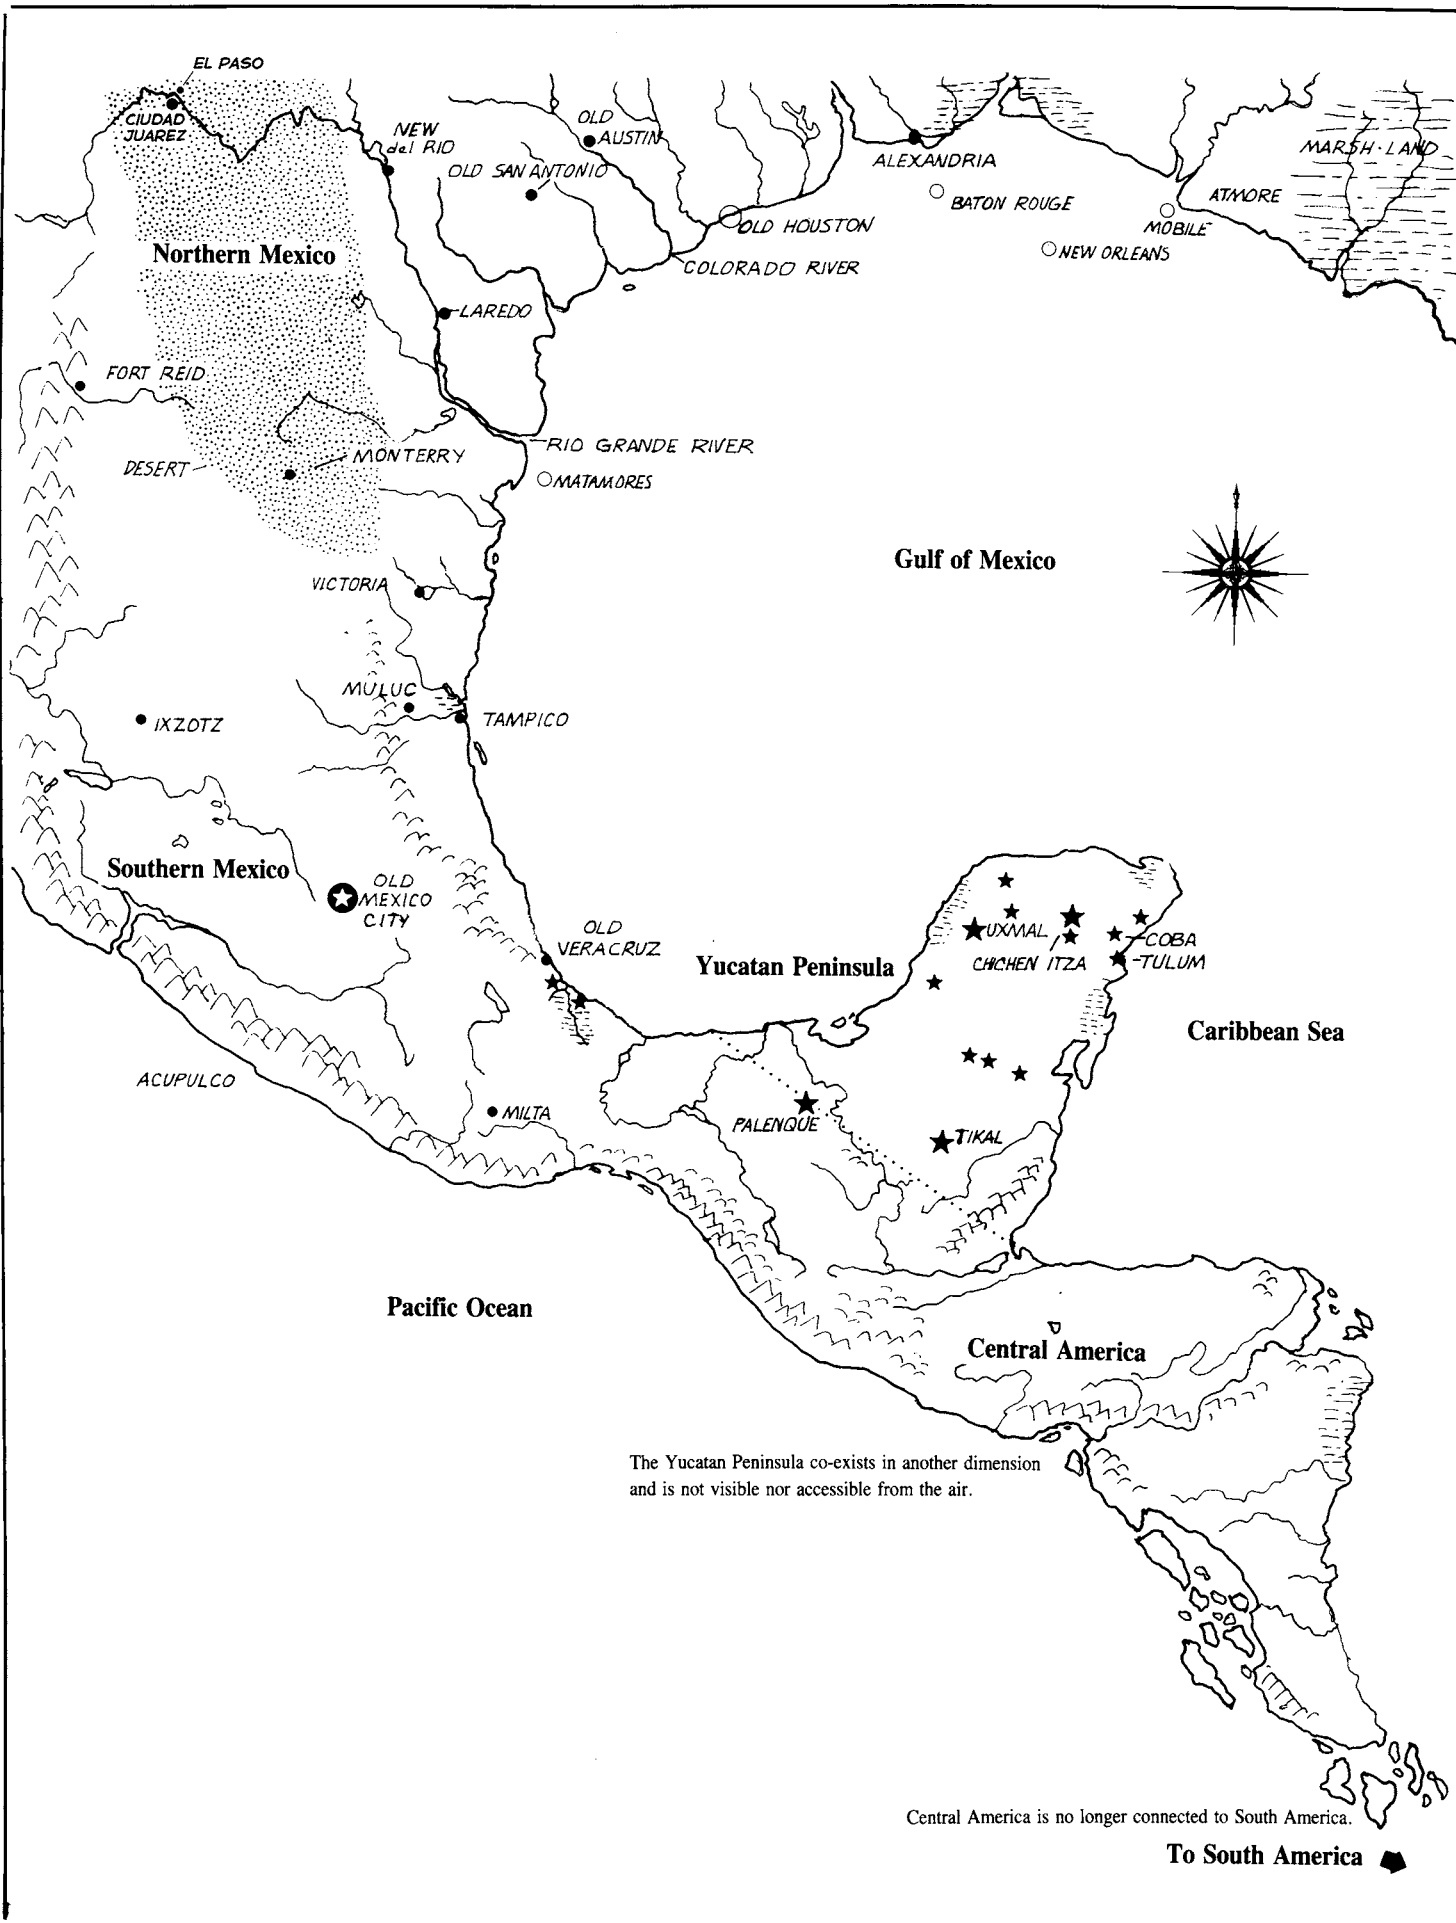 EL PASO
CIUDAD
JUAREZ
NEW
del RIO
OLD
AUSTIN
OLD SAN ANTONIO
ALEXANDRIA
MARSH-LAND
BATON ROUGE
ATMORE
OLD HOUSTON
MOBILE
NEW ORLEANS
Northern Mexico
COLORADO RIVER
LAREDO
FORT REID
RIO GRANDE RIVER
MONTERRY
DESERT
MATAMORES
Gulf of Mexico
VICTORIA
MULUC
TAMPICO
IXZOTZ
Southern Mexico
OLD
MEXICO
CITY
OLD
VERACRUZ
UXMAL
COBA
CHICHEN ITZA
TULUM
Yucatan Peninsula
Caribbean Sea
ACUPULCO
MILTA
PALENQUE
TIKAL
Pacific Ocean
Central America
The Yucatan Peninsula co-exists in another dimension
and is not visible nor accessible from the air.
Central America is no longer connected to South America.
To South America